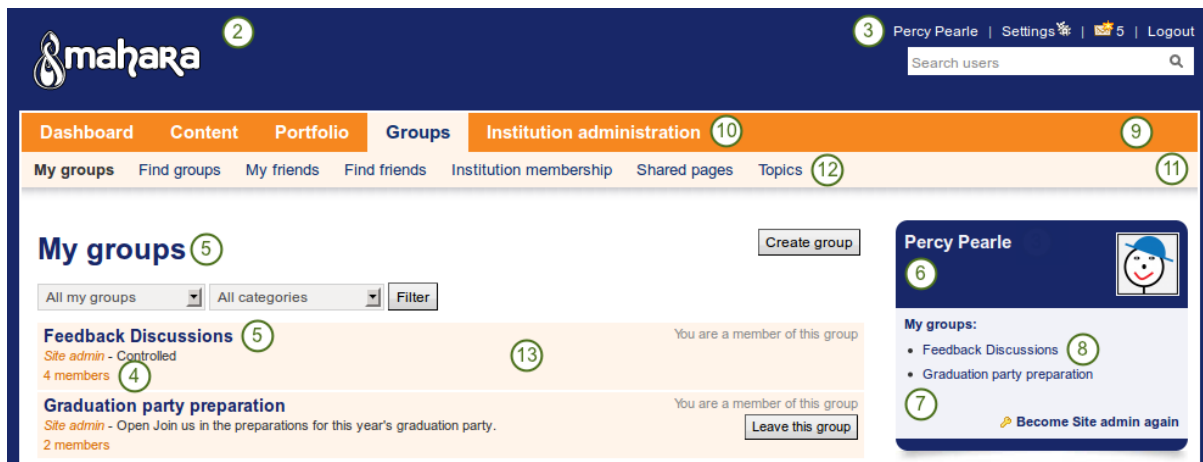 mahara
2
3 Percy Pearle | Settings | 5 | Logout
Search users
Dashboard Content Portfolio Groups Institution administration 10 9
My groups Find groups My friends Find friends Institution membership Shared pages Topics 12 11
My groups 5
Create group
All my groups All categories Filter
Feedback Discussions 5
You are a member of this group
Site admin - Controlled
13
4 members 4
Graduation party preparation
You are a member of this group
Site admin - Open Join us in the preparations for this year's graduation party.
Leave this group
2 members
Percy Pearle
6
My groups:
Feedback Discussions 8
Graduation party preparation
7
Become Site admin again